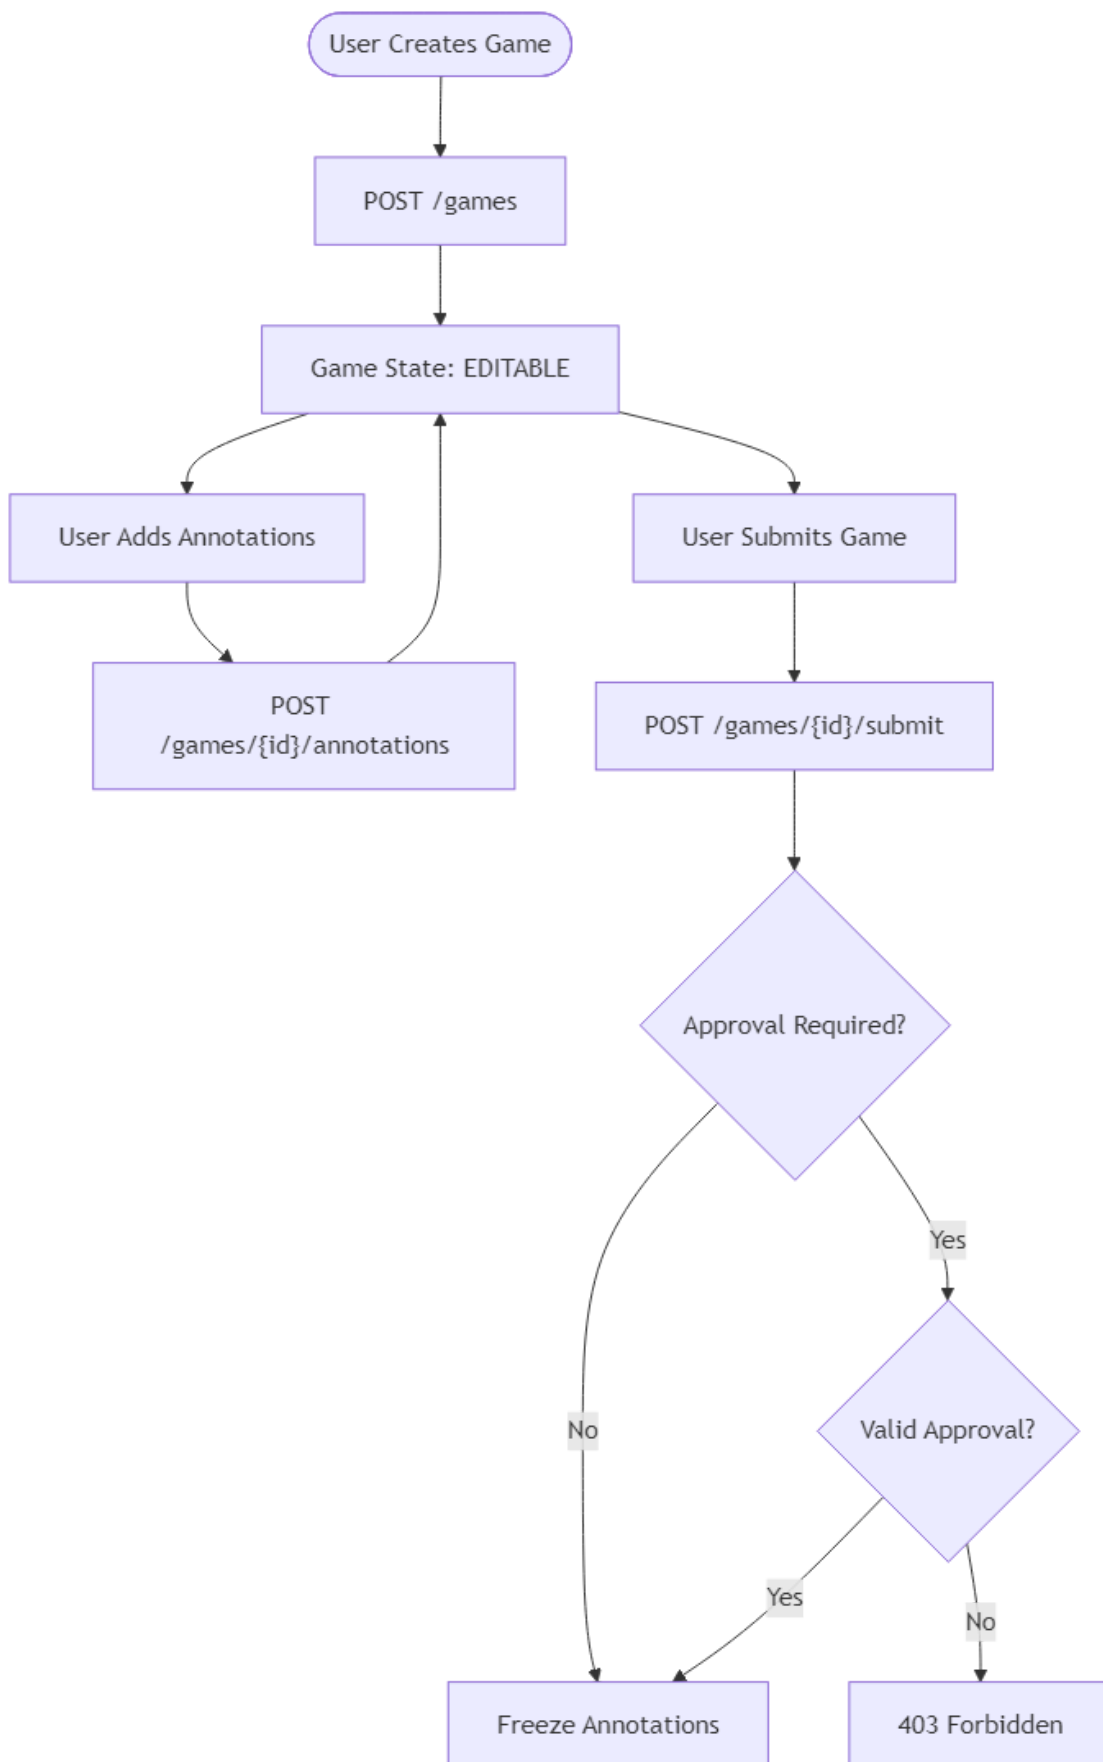 User Creates Game
POST /games
Game State: EDITABLE
User Adds Annotations
User Submits Game
POST
/games/{id}/annotations
POST /games/{id}/submit
Approval Required?
Yes
No
Valid Approval?
Yes
No
Freeze Annotations
403 Forbidden